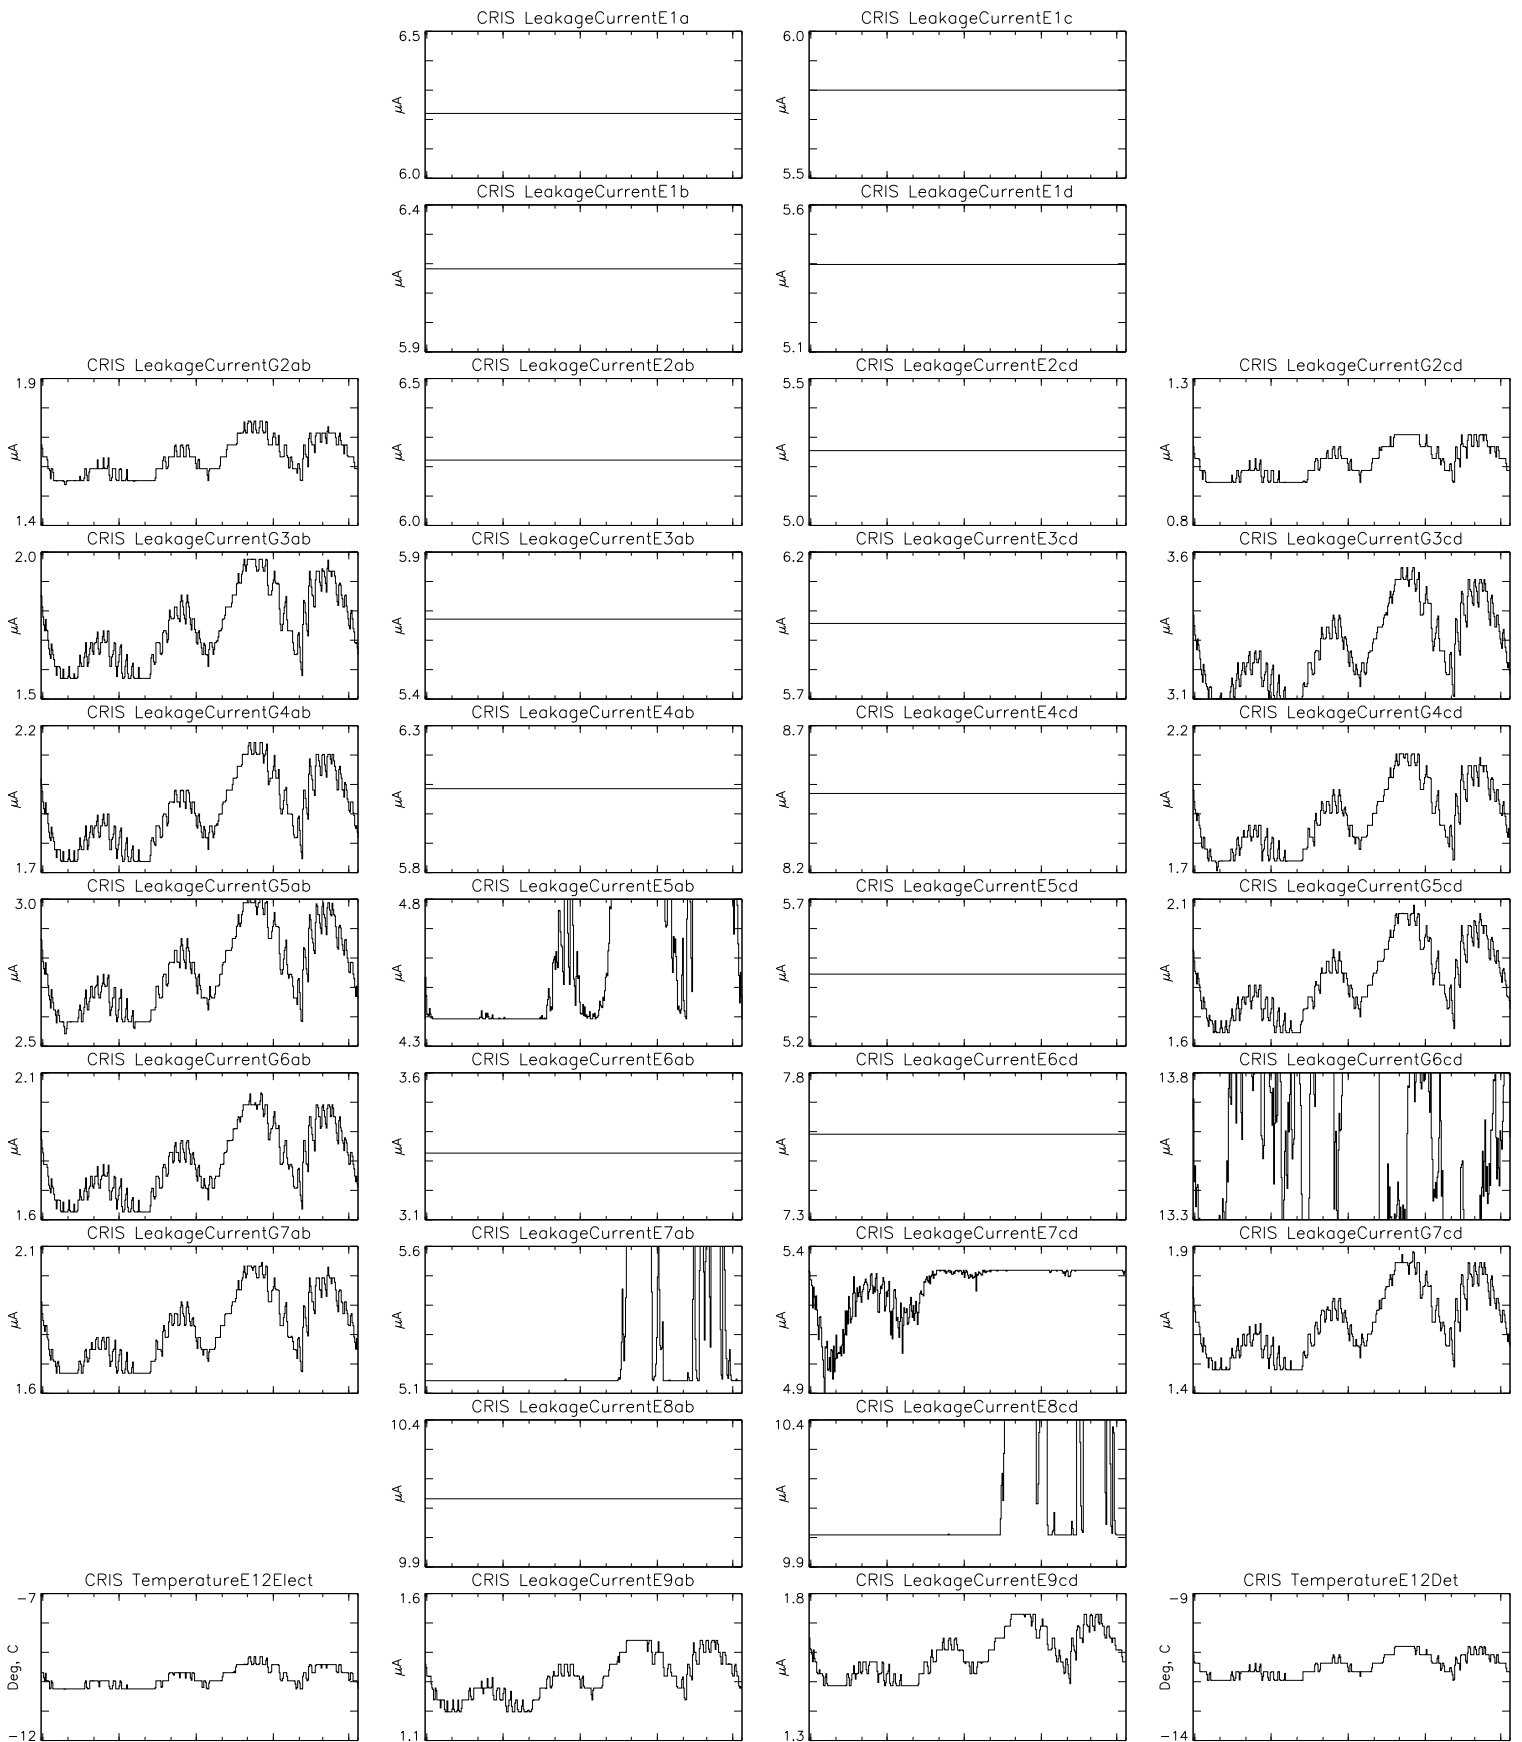 CRIS LeakageCurrentE1a
6.5
μA
6.0
CRIS LeakageCurrentE1c
6.0
μA
5.5
CRIS LeakageCurrentE1b
6.4
μA
5.9
CRIS LeakageCurrentE1d
5.6
μA
5.1
CRIS LeakageCurrentG2ab
1.9
μA
1.4
CRIS LeakageCurrentE2ab
6.5
μA
6.0
CRIS LeakageCurrentE2cd
5.5
μA
5.0
CRIS LeakageCurrentG2cd
1.3
μA
0.8
CRIS LeakageCurrentG3ab
2.0
μA
1.5
CRIS LeakageCurrentE3ab
5.9
μA
5.4
CRIS LeakageCurrentE3cd
6.2
μA
5.7
CRIS LeakageCurrentG3cd
3.6
μA
3.1
CRIS LeakageCurrentG4ab
2.2
μA
1.7
CRIS LeakageCurrentE4ab
6.3
μA
5.8
CRIS LeakageCurrentE4cd
8.7
μA
8.2
CRIS LeakageCurrentG4cd
2.2
μA
1.7
CRIS LeakageCurrentG5ab
3.0
μA
2.5
CRIS LeakageCurrentE5ab
4.8
μA
4.3
CRIS LeakageCurrentE5cd
5.7
μA
5.2
CRIS LeakageCurrentG5cd
2.1
μA
1.6
CRIS LeakageCurrentG6ab
2.1
μA
1.6
CRIS LeakageCurrentE6ab
3.6
μA
3.1
CRIS LeakageCurrentE6cd
7.8
μA
7.3
CRIS LeakageCurrentG6cd
13.8
μA
13.3
CRIS LeakageCurrentG7ab
2.1
μA
1.6
CRIS LeakageCurrentE7ab
5.6
μA
5.1
CRIS LeakageCurrentE7cd
5.4
μA
4.9
CRIS LeakageCurrentG7cd
1.9
μA
1.4
CRIS LeakageCurrentE8ab
10.4
μA
9.9
CRIS LeakageCurrentE8cd
10.4
μA
9.9
CRIS TemperatureE12Elect
-7
Deg, C
-12
CRIS LeakageCurrentE9ab
1.6
μA
1.1
CRIS LeakageCurrentE9cd
1.8
μA
1.3
CRIS TemperatureE12Det
-9
Deg, C
-14